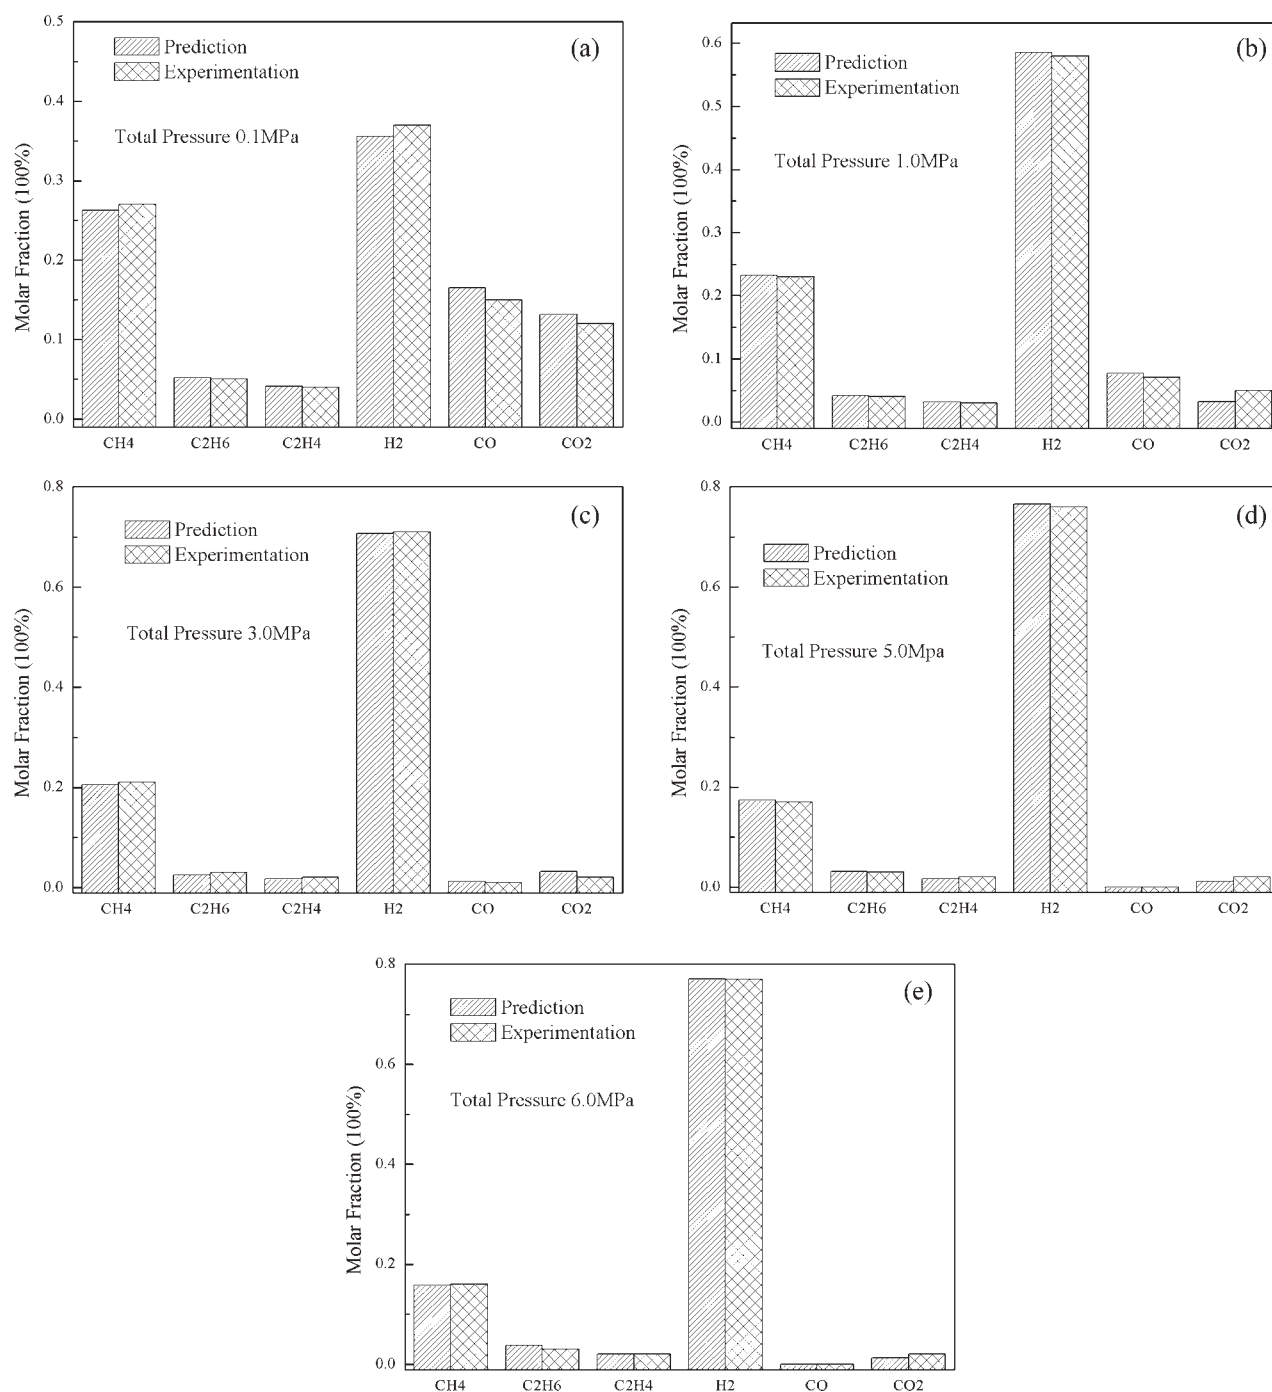 (a)
Prediction
Experimentation
Total Pressure 0.1MPa
Molar Fraction (100%)
0.5
0.4
0.3
0.2
0.1
0.0
CH4 C2H6 C2H4 H2 CO CO2
(b)
Prediction
Experimentation
Total Pressure 1.0MPa
Molar Fraction (100%)
0.6
0.5
0.4
0.3
0.2
0.1
0.0
CH4 C2H6 C2H4 H2 CO CO2
(c)
Prediction
Experimentation
Total Pressure 3.0MPa
Molar Fraction (100%)
0.8
0.6
0.4
0.2
0.0
CH4 C2H6 C2H4 H2 CO CO2
(d)
Prediction
Experimentation
Total Pressure 5.0Mpa
Molar Fraction (100%)
0.8
0.6
0.4
0.2
0.0
CH4 C2H6 C2H4 H2 CO CO2
(e)
Prediction
Experimentation
Total Pressure 6.0MPa
Molar Fraction (100%)
0.8
0.6
0.4
0.2
0.0
CH4 C2H6 C2H4 H2 CO CO2